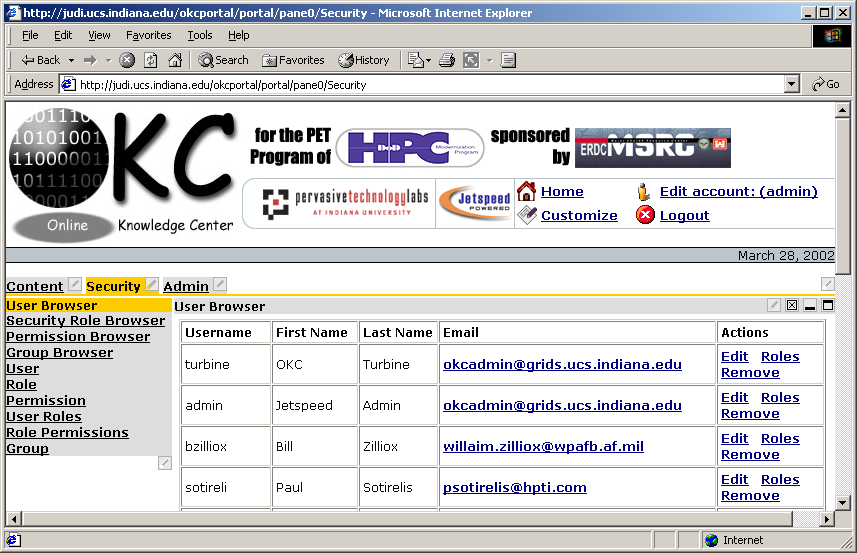 http://judi.ucs.indiana.edu/okcportal/portal/pane0/Security - Microsoft Internet Explorer
File Edit View Favorites Tools Help
Back Search Favorites History
Address http://judi.ucs.indiana.edu/okcportal/portal/pane0/Security Go
OKC
Online Knowledge Center
for the PET
Program of
DoD HPC Modernization Program
sponsored
by
ERDC MSRC
PERVASIVETECHNOLOGYLABS
AT INDIANA UNIVERSITY
Jetspeed
POWERED
Home Edit account: (admin)
Customize Logout
March 28, 2002
Content Security Admin
User Browser
Security Role Browser
Permission Browser
Group Browser
User
Role
Permission
User Roles
Role Permissions
Group
User Browser
Username First Name Last Name Email Actions
turbine OKC Turbine okcadmin@grids.ucs.indiana.edu Edit Roles
Remove
admin Jetspeed Admin okcadmin@grids.ucs.indiana.edu Edit Roles
Remove
bzilliox Bill Zilliox willaim.zilliox@wpafb.af.mil Edit Roles
Remove
sotireli Paul Sotirelis psotirelis@hpti.com Edit Roles
Remove
Internet